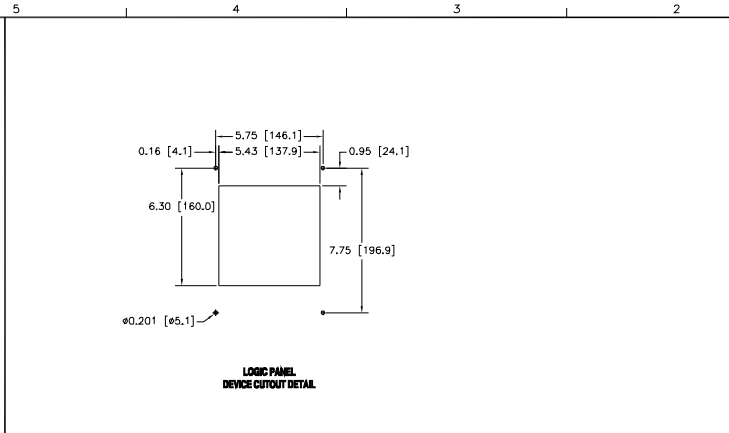 5 4 3 2
5.75 [146.1]
0.16 [4.1] 5.43 [137.9] 0.95 [24.1]
6.30 [160.0]
7.75 [196.9]
ø0.201 [ø5.1]
LOGIC PANEL
DEVICE CUTOUT DETAIL